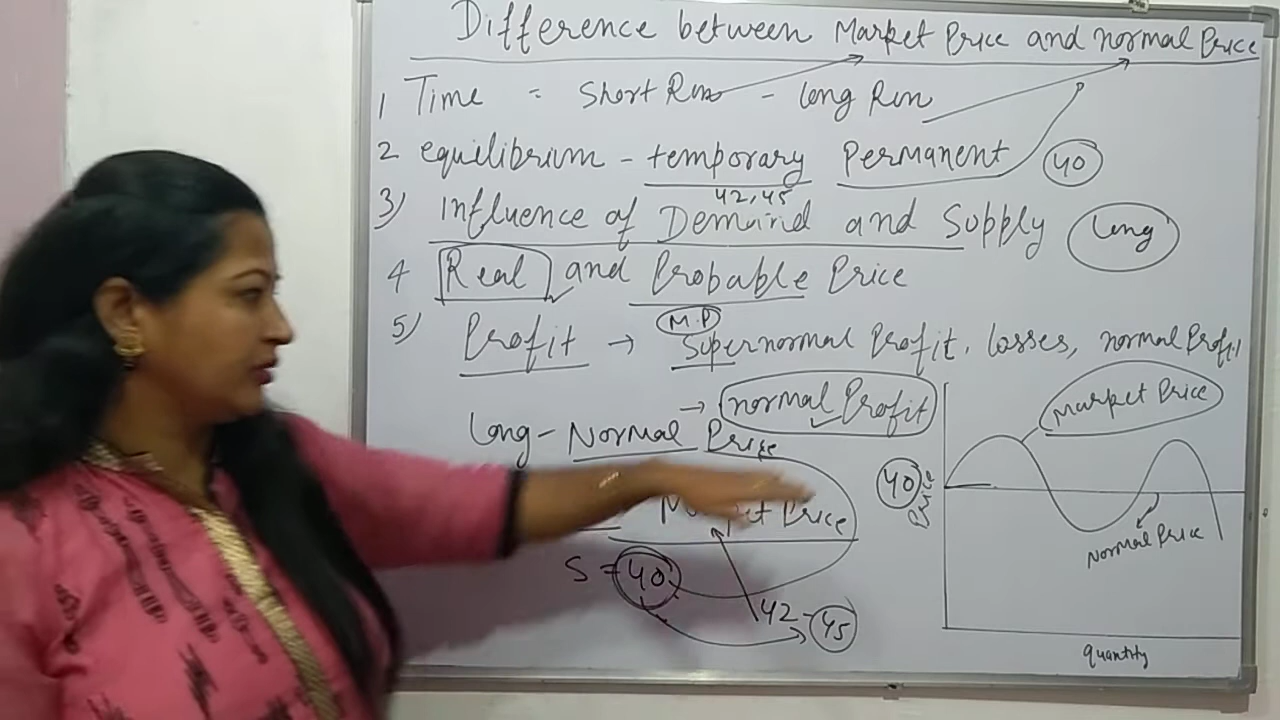 Difference between Market Price and normal Price
1 Time = Short Run - long Run
2 equilibrium - temporary Permanent 40
42, 45
3) Influence of Demand and Supply long
4 Real and Probable Price
5) Profit → M.P Supernormal Profit, losses, normal Profit
→ normal Profit
long - Normal Price
Market Price
S = 40
42 - 45
Market Price
40
Price
Normal Price
quantity